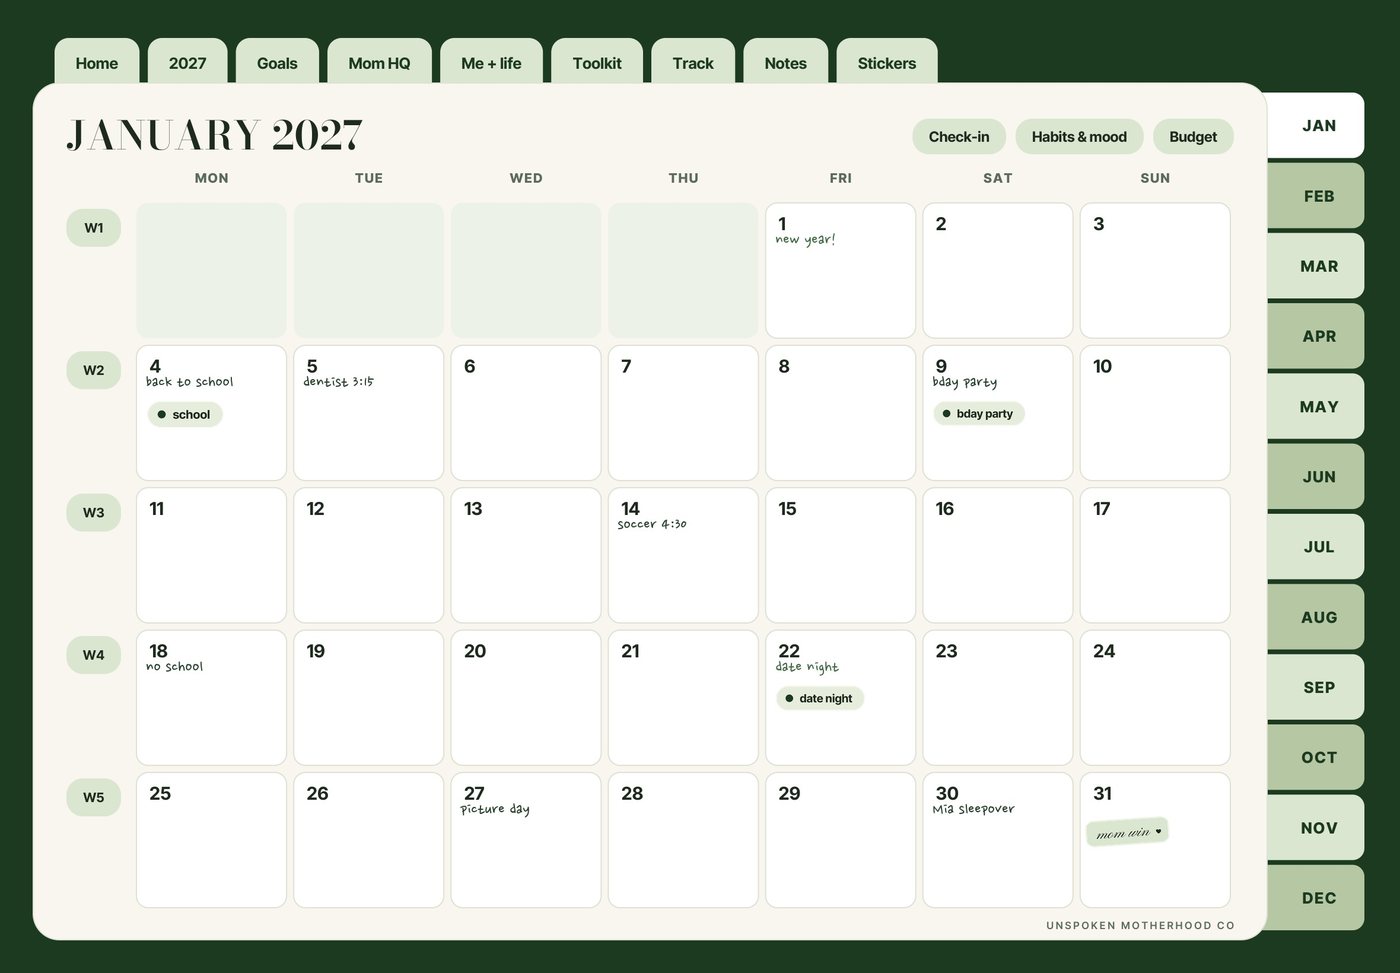 Home 2027 Goals Mom HQ Me + life Toolkit Track Notes Stickers
JANUARY 2027
Check-in Habits & mood Budget
MON TUE WED THU FRI SAT SUN
W1
1 2 3
new year!
W2
4 5 6 7 8 9 10
back to school dentist 3:15 bday party
school bday party
W3
11 12 13 14 15 16 17
soccer 4:30
W4
18 19 20 21 22 23 24
no school date night
date night
W5
25 26 27 28 29 30 31
picture day Mia sleepover
mom win ♥
JAN
FEB
MAR
APR
MAY
JUN
JUL
AUG
SEP
OCT
NOV
DEC
UNSPOKEN MOTHERHOOD CO